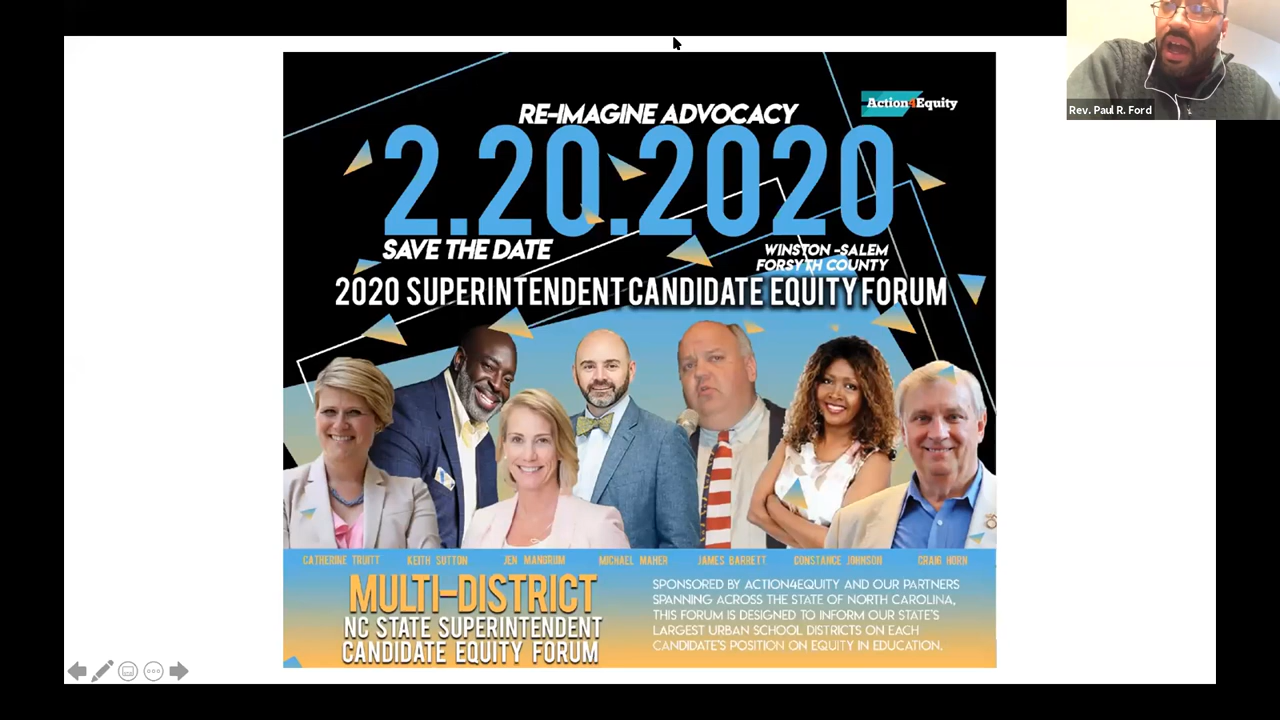 RE-IMAGINE ADVOCACY
Action4Equity
2.20.2020
SAVE THE DATE
WINSTON -SALEM
FORSYTH COUNTY
2020 SUPERINTENDENT CANDIDATE EQUITY FORUM
CATHERINE TRUITT KEITH SUTTON JEN MANGRUM MICHAEL MAHER JAMES BARRETT CONSTANCE JOHNSON CRAIG HORN
MULTI-DISTRICT
NC STATE SUPERINTENDENT
CANDIDATE EQUITY FORUM
SPONSORED BY ACTION4EQUITY AND OUR PARTNERS
SPANNING ACROSS THE STATE OF NORTH CAROLINA,
THIS FORUM IS DESIGNED TO INFORM OUR STATE'S
LARGEST URBAN SCHOOL DISTRICTS ON EACH
CANDIDATE'S POSITION ON EQUITY IN EDUCATION.
Rev. Paul R. Ford